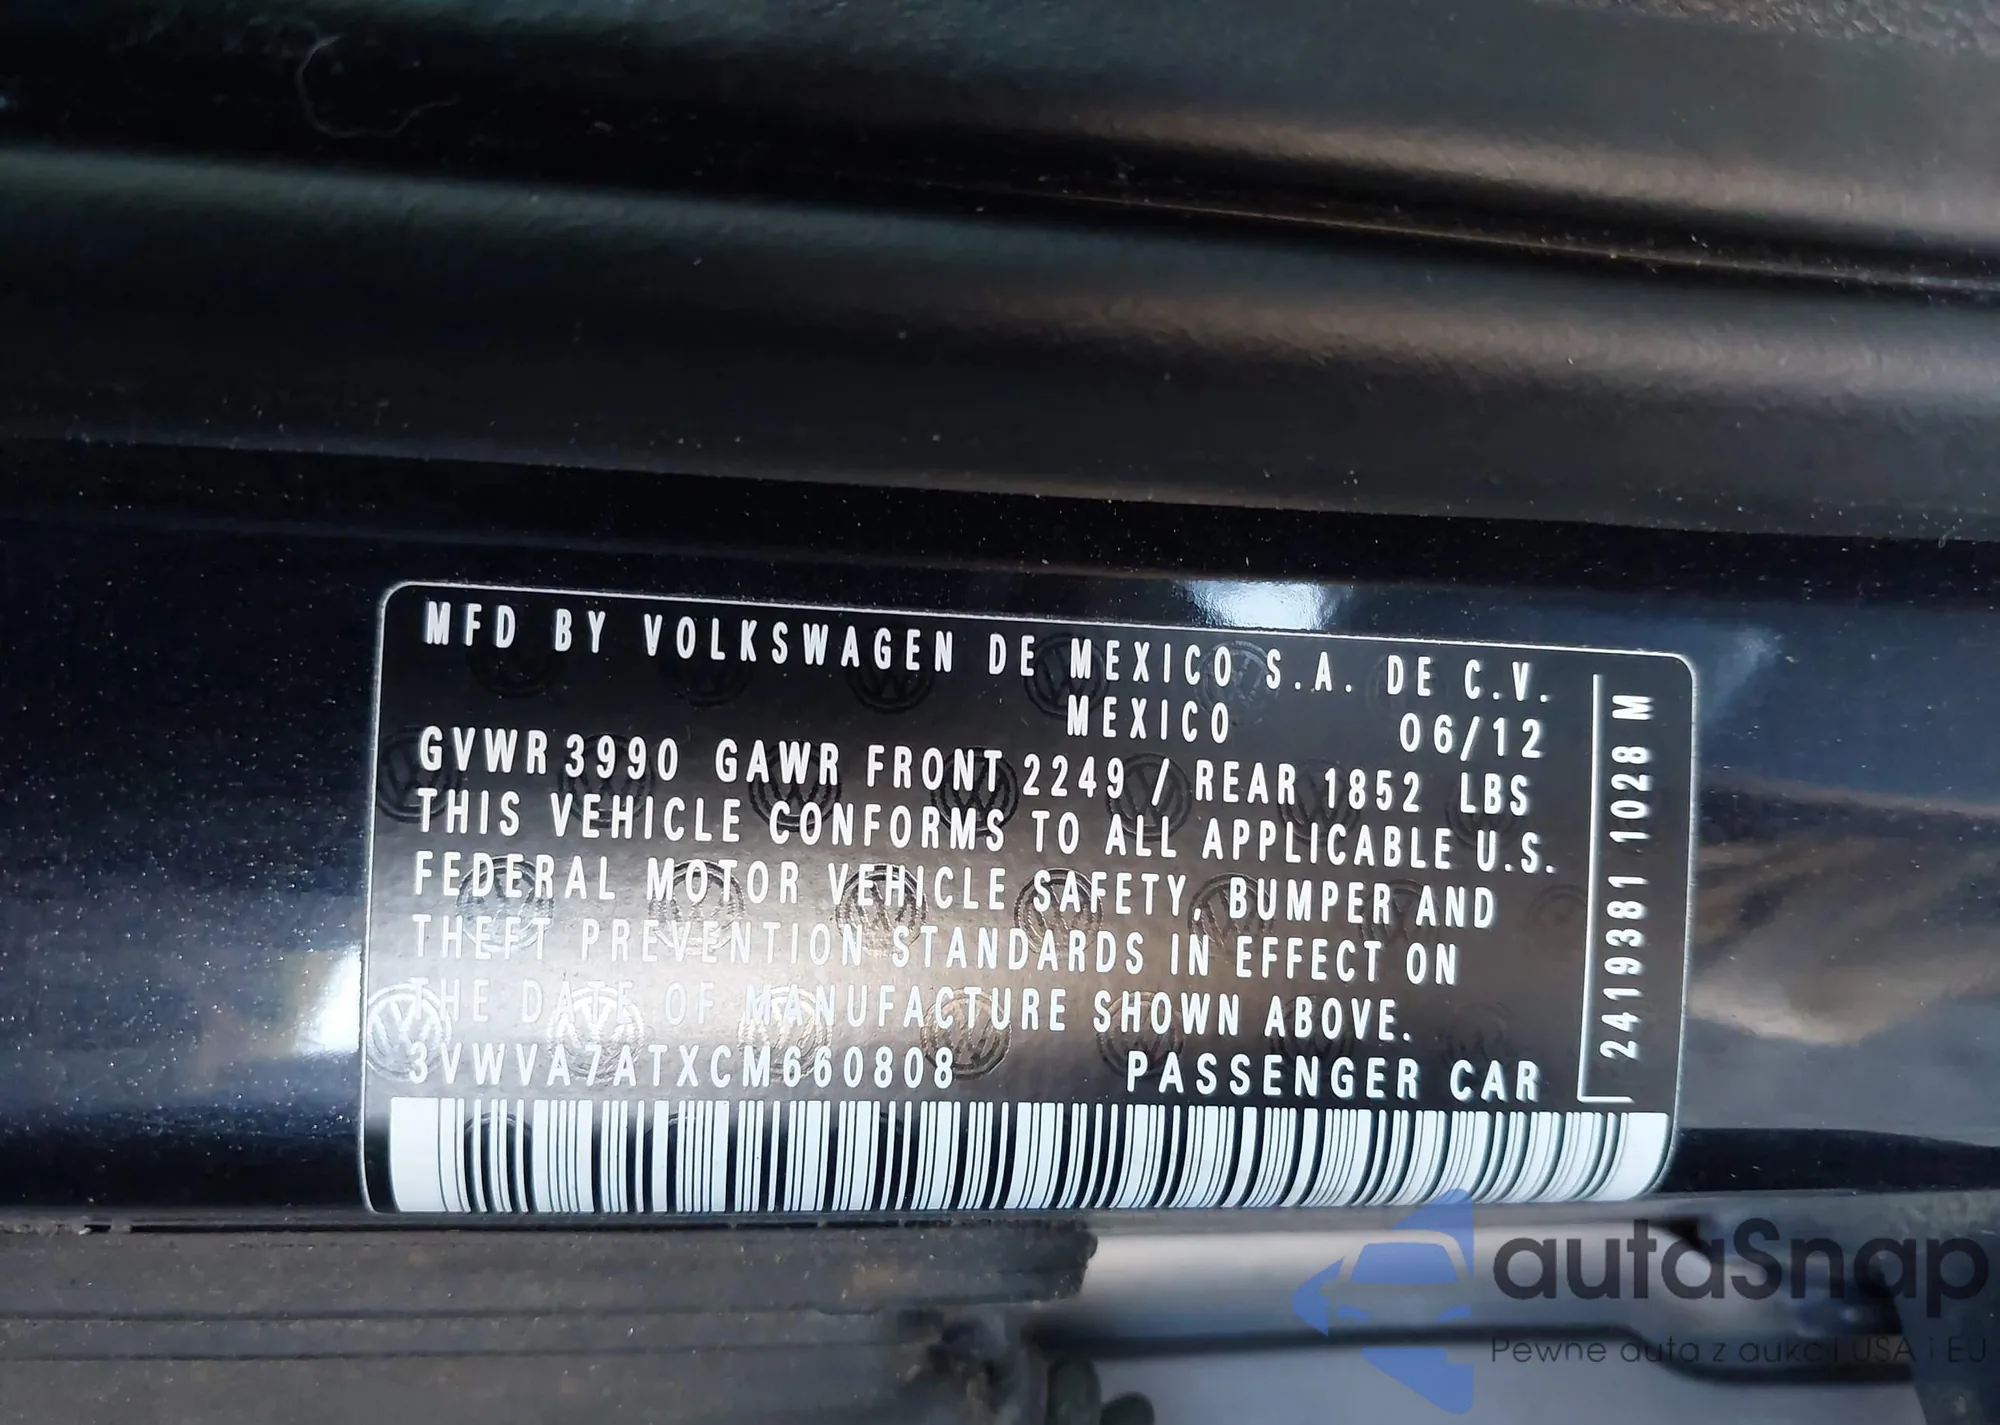 MFD BY VOLKSWAGEN DE MEXICO S.A. DE C.V.
MEXICO 06/12
GVWR 3990 GAWR FRONT 2249 / REAR 1852 LBS
THIS VEHICLE CONFORMS TO ALL APPLICABLE U.S.
FEDERAL MOTOR VEHICLE SAFETY, BUMPER AND
THEFT PREVENTION STANDARDS IN EFFECT ON
THE DATE OF MANUFACTURE SHOWN ABOVE.
3VWVA7ATXCM660808 PASSENGER CAR
2419381 1028 M
autaSnap
Pewne auta z aukcji USA i EU